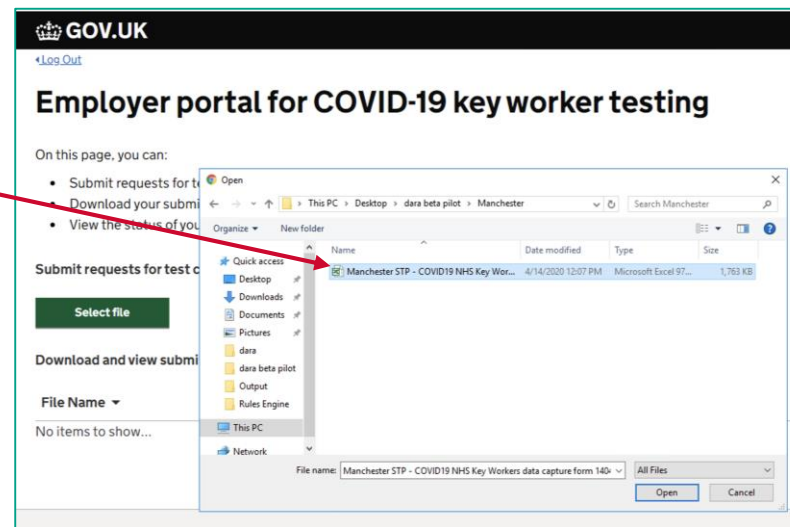 GOV.UK
Log Out
Employer portal for COVID-19 key worker testing
On this page, you can:
Submit requests for
Download your submi
View the status of you
Submit requests for test c
Select file
Download and view submi
File Name
No items to show...
Open
This PC > Desktop > dara beta pilot > Manchester
Search Manchester
Organize
New folder
Name
Date modified
Type
Size
Quick access
Desktop
Downloads
Documents
Pictures
dara
dara beta pilot
Output
Rules Engine
This PC
Network
Manchester STP - COVID19 NHS Key Wor... 4/14/2020 12:07 PM Microsoft Excel 97... 1,763 KB
File name: Manchester STP - COVID19 NHS Key Workers data capture form 140
All Files
Open
Cancel